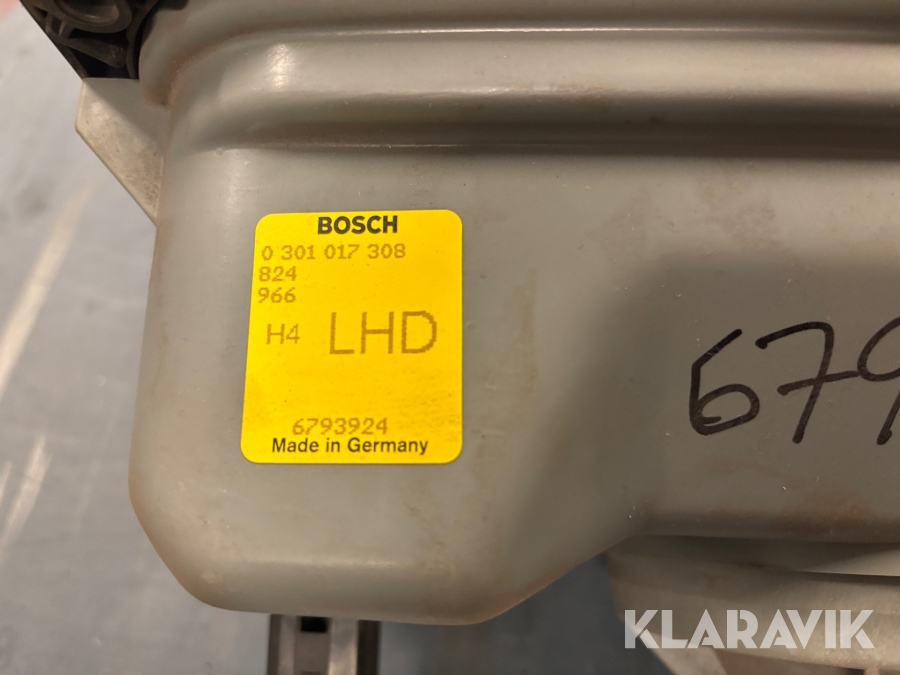 BOSCH
0 301 017 308
824
966
H4 LHD
6793924
Made in Germany
679
KLARAVIK